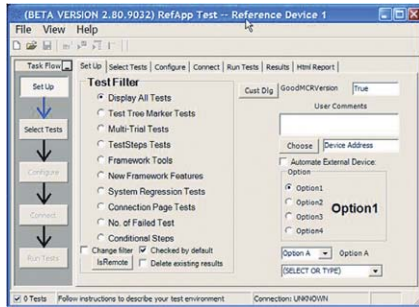 (BETA VERSION 2.80.9032) RefApp Test -- Reference Device 1
File View Help
Task Flow
Set Up
Select Tests
Configure
Connect
Run Tests
Set Up Select Tests Configure Connect Run Tests Results Html Report
Test Filter
Display All Tests
Test Tree Marker Tests
Multi-Trial Tests
TestSteps Tests
Framework Tools
New Framework Features
System Regression Tests
Connection Page Tests
No. of Failed Test
Conditional Steps
Change filter Checked by default
IsRemote Delete existing results
Cust Dlg GoodMCRVersion True
User Comments
Choose Device Address
Automate External Device:
Option
Option1
Option2
Option3
Option4
Option1
Option A Option A
(SELECT OR TYPE)
0 Tests Follow instructions to describe your test environment Connection: UNKNOWN